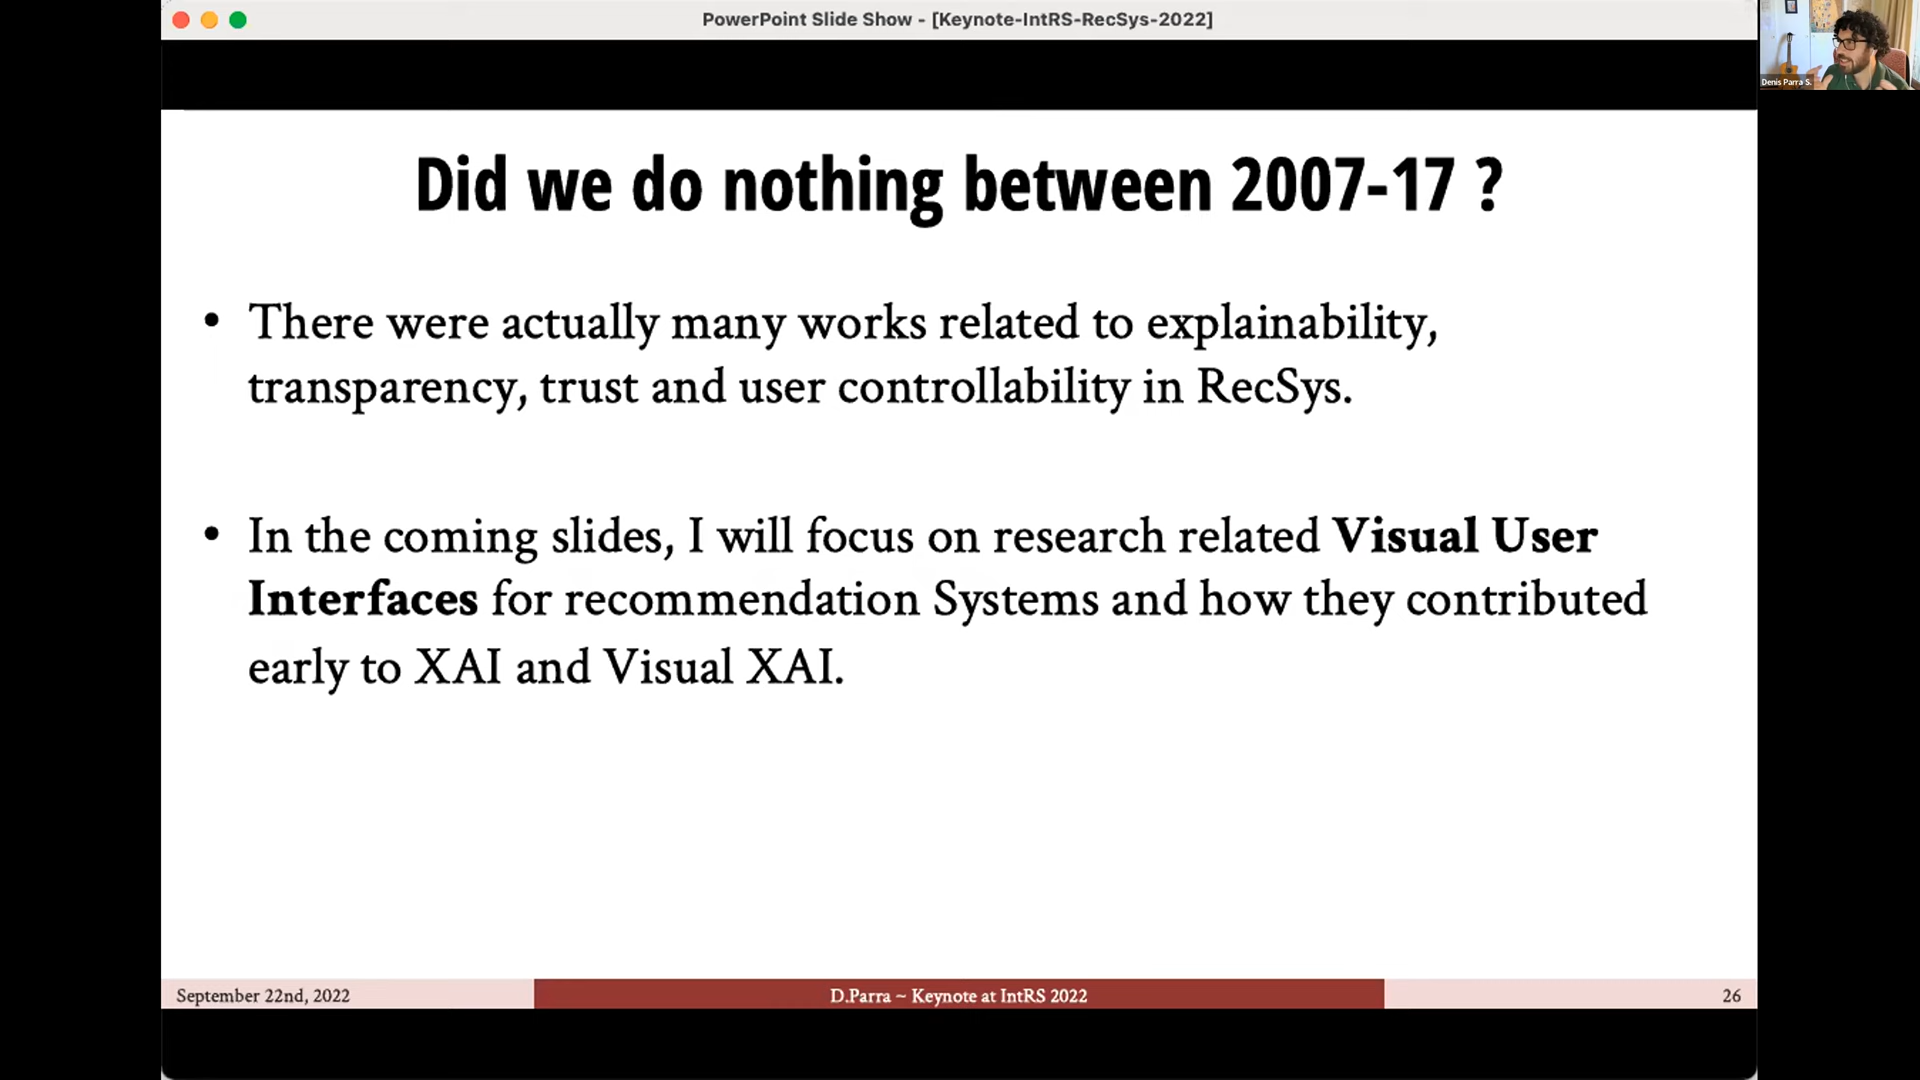 PowerPoint Slide Show - [Keynote-IntRS-RecSys-2022]
Denis Parra S.
Did we do nothing between 2007-17 ?
• There were actually many works related to explainability,
transparency, trust and user controllability in RecSys.
• In the coming slides, I will focus on research related Visual User
Interfaces for recommendation Systems and how they contributed
early to XAI and Visual XAI.
September 22nd, 2022
D.Parra ~ Keynote at IntRS 2022
26